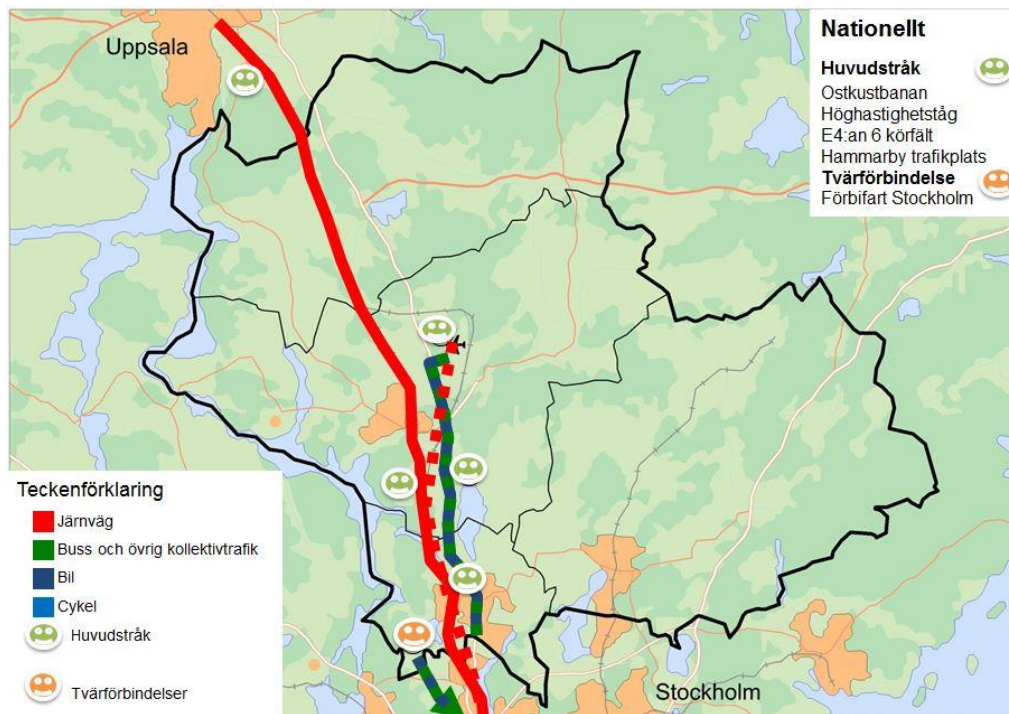 Uppsala
Nationellt
Huvudstråk
Ostkustbanan
Höghastighetståg
E4:an 6 körfält
Hammarby trafikplats
Tvärförbindelse
Förbifart Stockholm
Teckenförklaring
Järnväg
Buss och övrig kollektivtrafik
Bil
Cykel
Huvudstråk
Tvärförbindelser
Stockholm